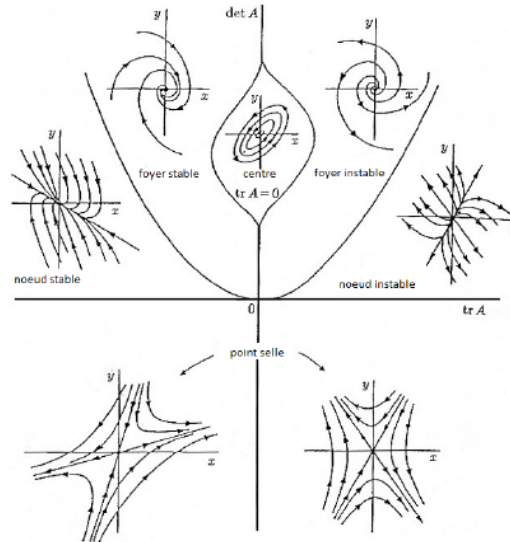 y
det A
y
x
x
y
foyer stable
centre
x
foyer instable
y
tr A = 0
y
x
x
noeud stable
noeud instable
0
tr A
point selle
y
y
x
x